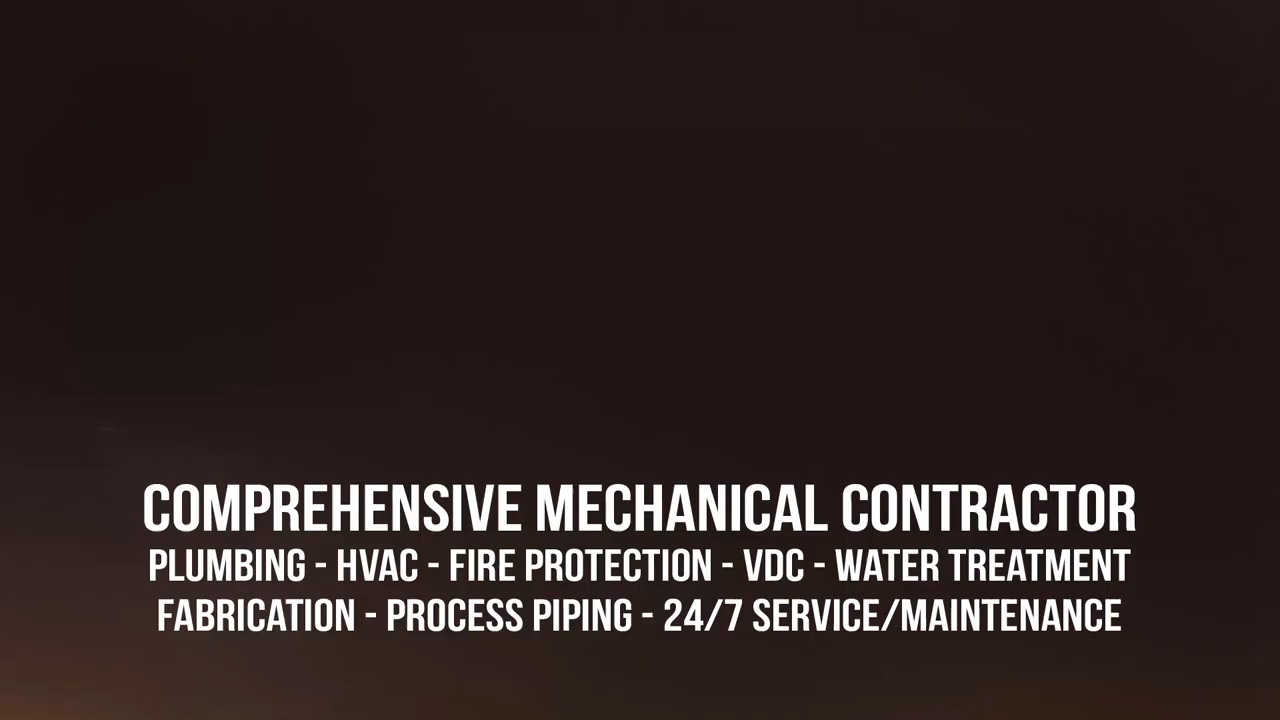 COMPREHENSIVE MECHANICAL CONTRACTOR
PLUMBING - HVAC - FIRE PROTECTION - VDC - WATER TREATMENT
FABRICATION - PROCESS PIPING - 24/7 SERVICE/MAINTENANCE